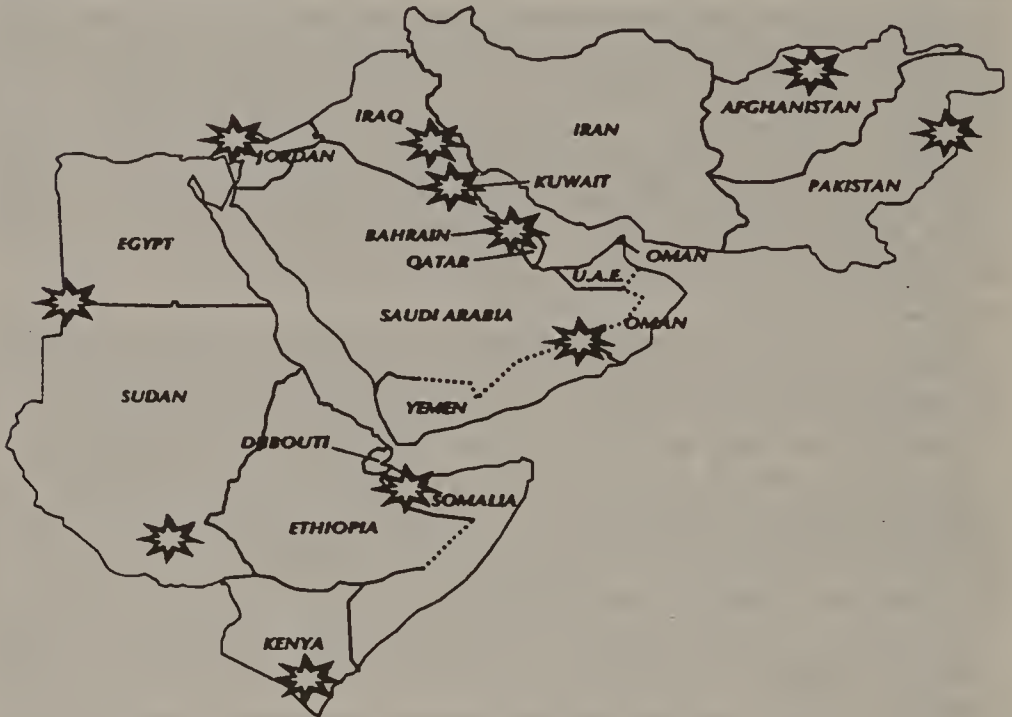 AFGHANISTAN
IRAQ
IRAN
JORDAN
KUWAIT
PAKISTAN
BAHRAIN
EGYPT
QATAR
OMAN
U.A.E.
SAUDI ARABIA
OMAN
SUDAN
YEMEN
DJIBOUTI
SOMALIA
ETHIOPIA
KENYA